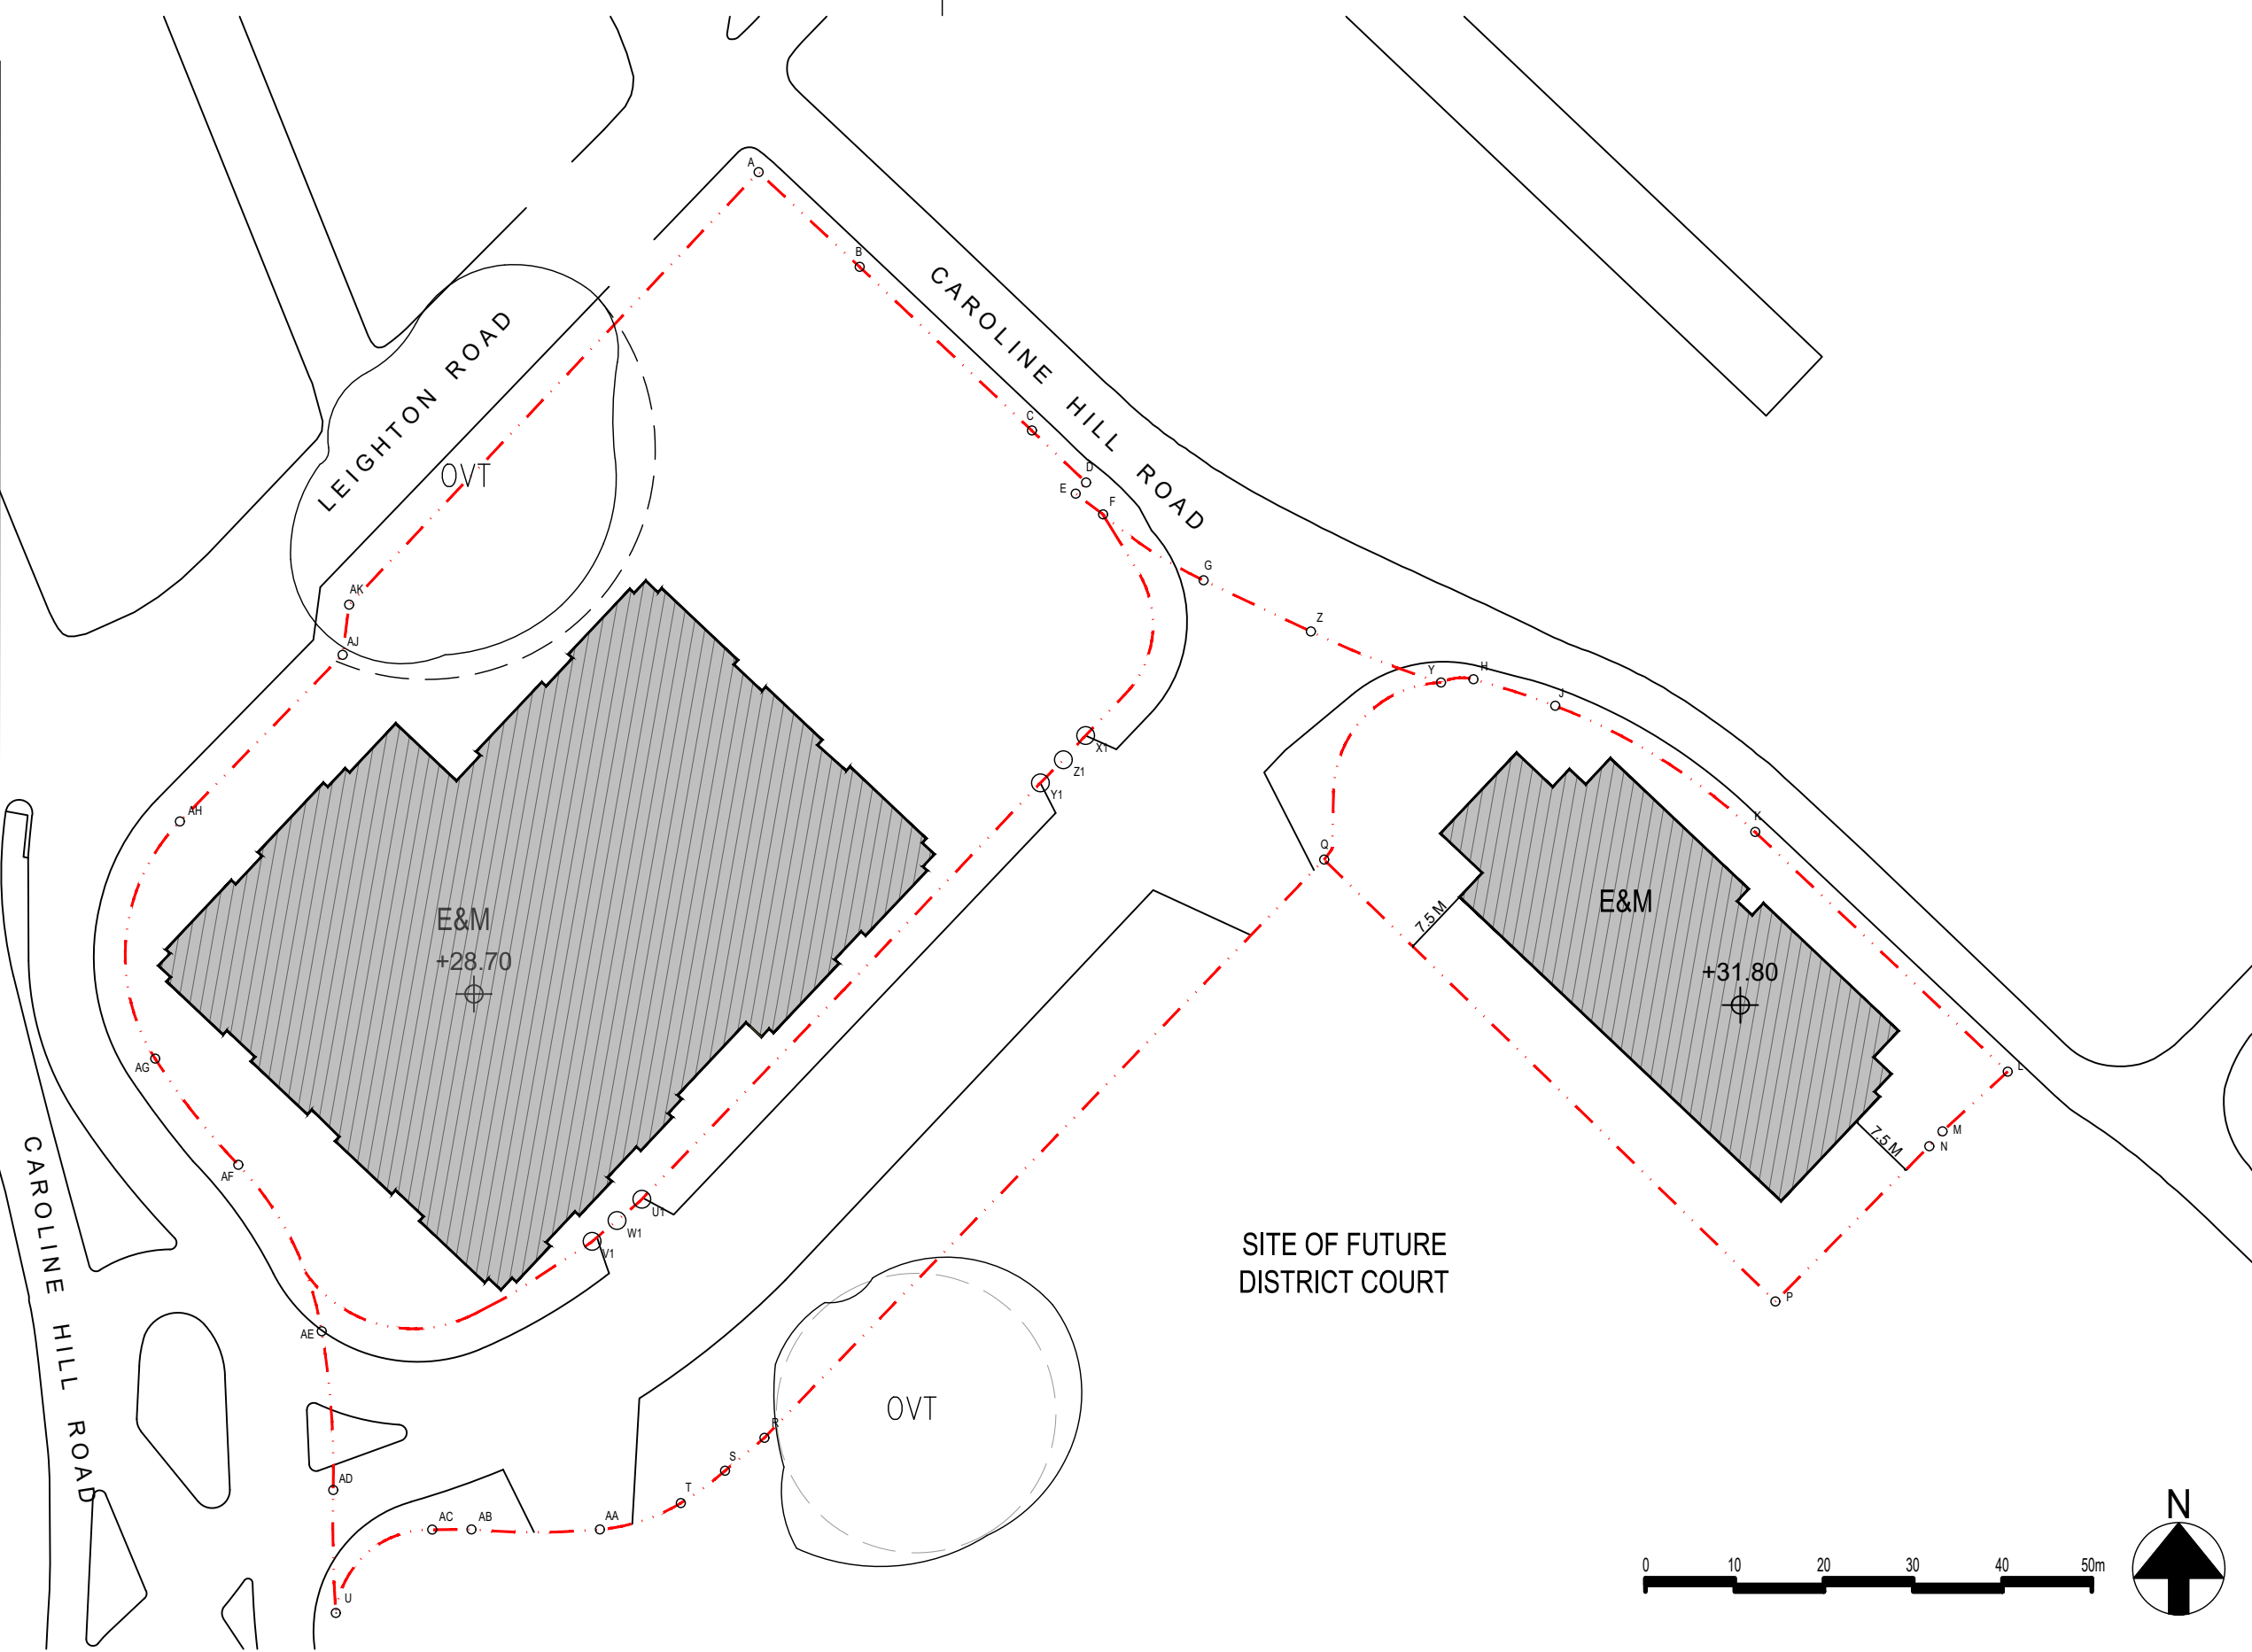 A
B
CAROLINE HILL ROAD
LEIGHTON ROAD
OVT
C
D
E
F
G
Z
AK
AJ
Y
H
J
X1
Z1
Y1
AH
K
Q
E&M
+28.70
E&M
+31.80
7.5 M
7.5 M
AG
L
M
N
AF
CAROLINE HILL ROAD
U1
W1
V1
SITE OF FUTURE
DISTRICT COURT
P
AE
OVT
R
S
T
AD
AC
AB
AA
U
N
0 10 20 30 40 50m